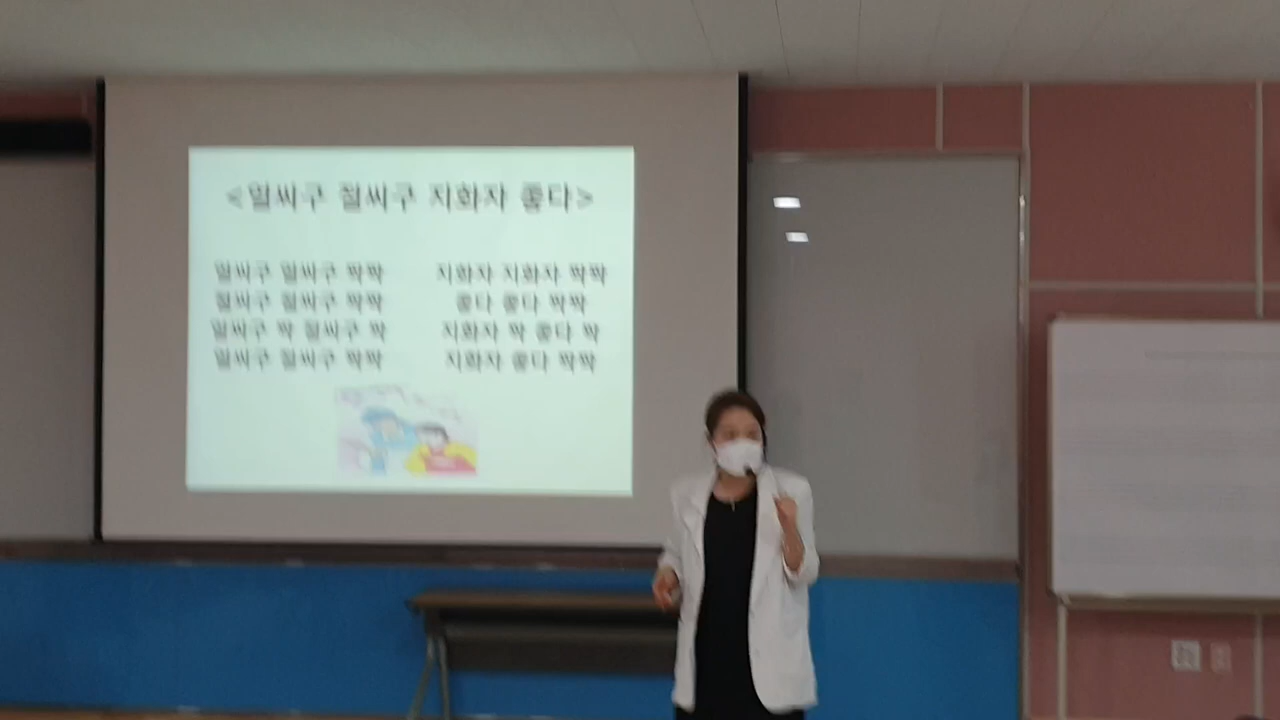 <얼씨구 절씨구 지화자 좋다>
얼씨구 얼씨구 짝짝
절씨구 절씨구 짝짝
얼씨구 짝 절씨구 짝
얼씨구 절씨구 짝짝
지화자 지화자 짝짝
좋다 좋다 짝짝
지화자 짝 좋다 짝
지화자 좋다 짝짝